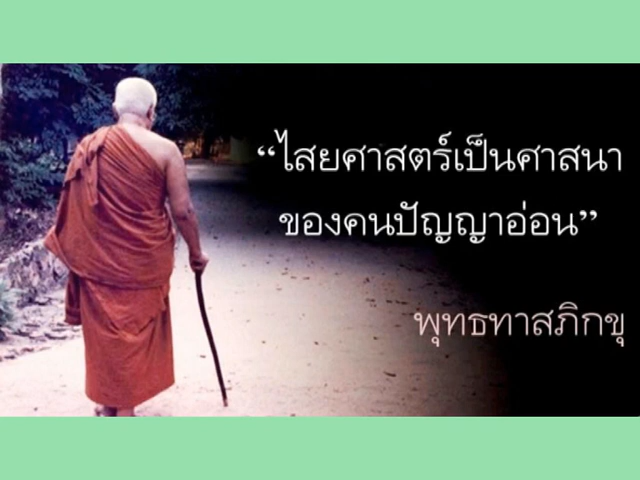 “ไสยศาสตร์เป็นศาสนา
ของคนปัญญาอ่อน”
พุทธทาสภิกขุ